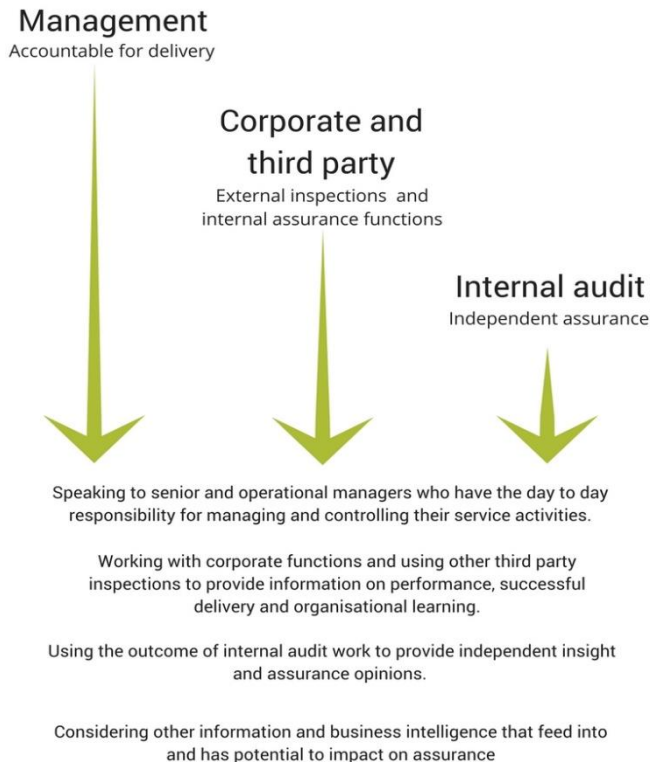 Management
Accountable for delivery
Corporate and
third party
External inspections and
internal assurance functions
Internal audit
Independent assurance
Speaking to senior and operational managers who have the day to day
responsibility for managing and controlling their service activities.
Working with corporate functions and using other third party
inspections to provide information on performance, successful
delivery and organisational learning.
Using the outcome of internal audit work to provide independent insight
and assurance opinions.
Considering other information and business intelligence that feed into
and has potential to impact on assurance